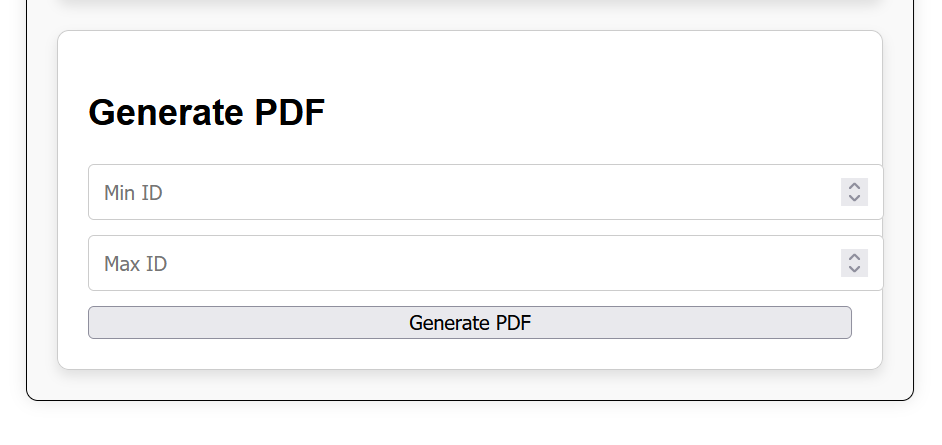 Generate PDF
Min ID
Max ID
Generate PDF